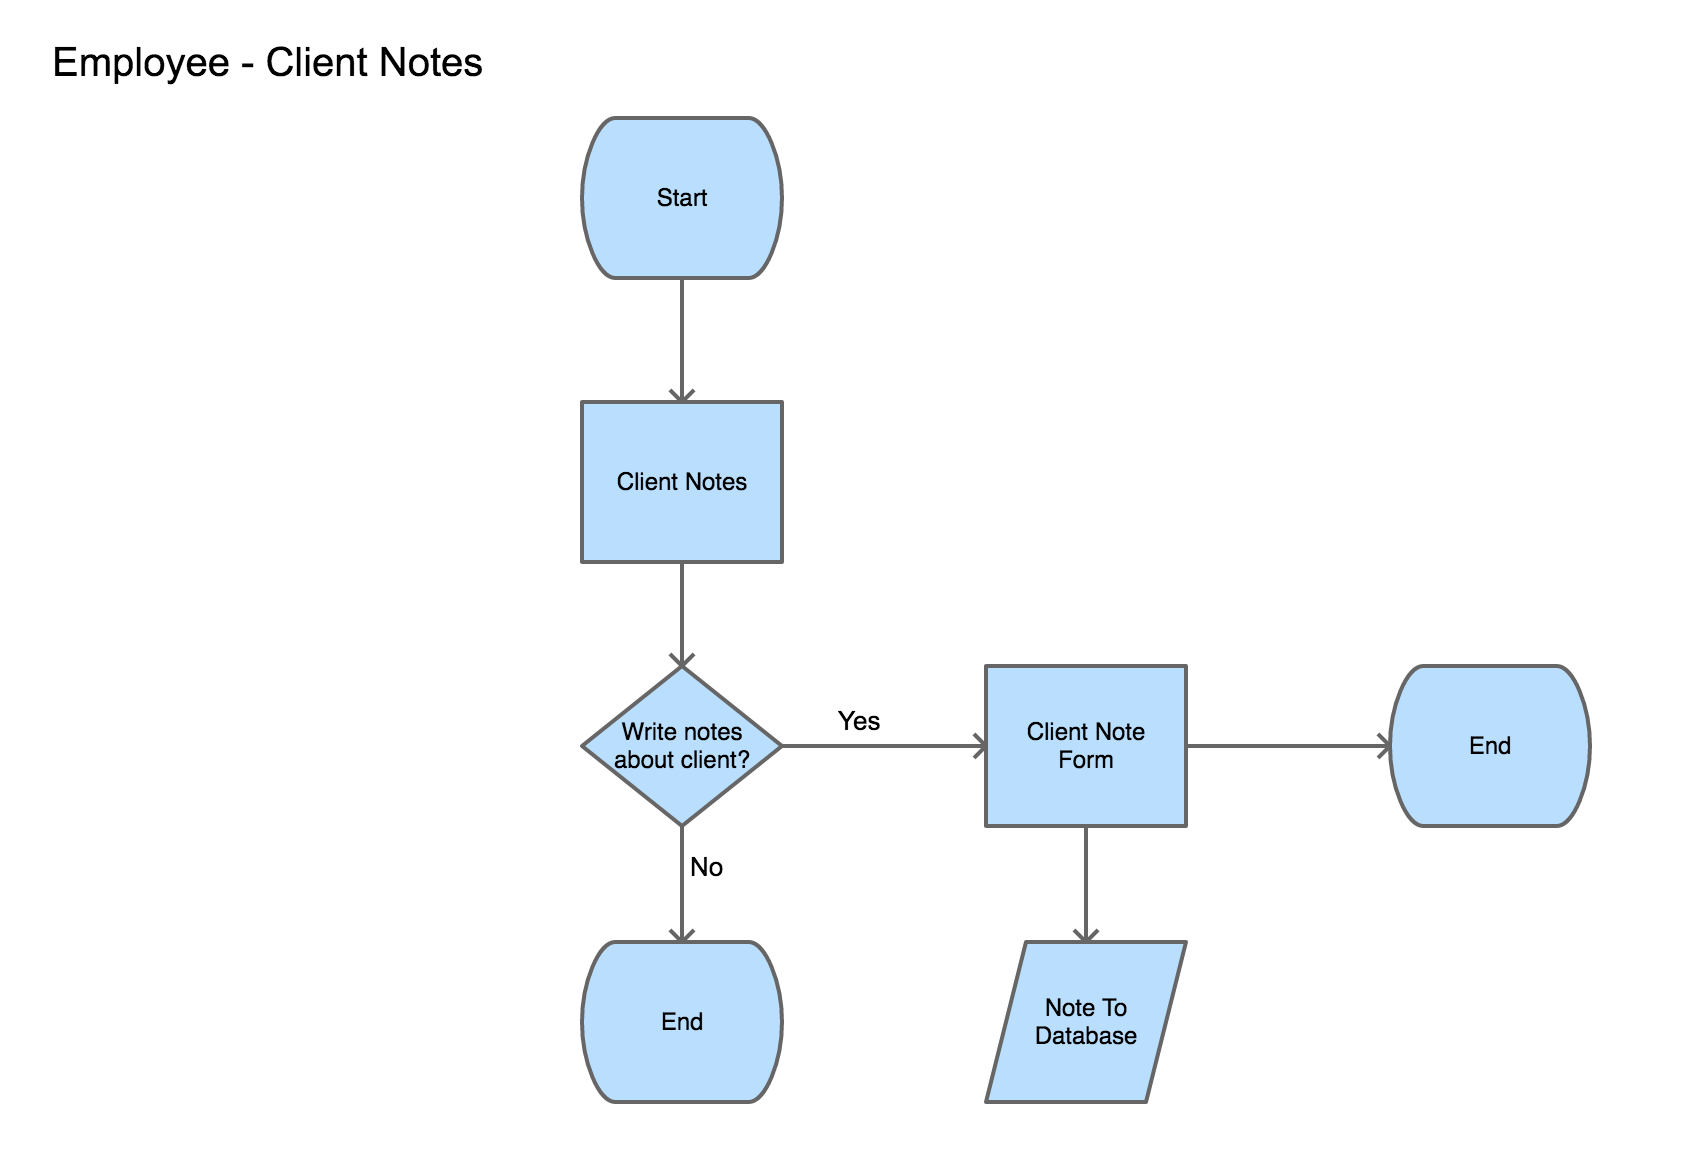 Employee - Client Notes
Start
Client Notes
Write notes
about client?
Yes
Client Note
Form
End
No
End
Note To
Database